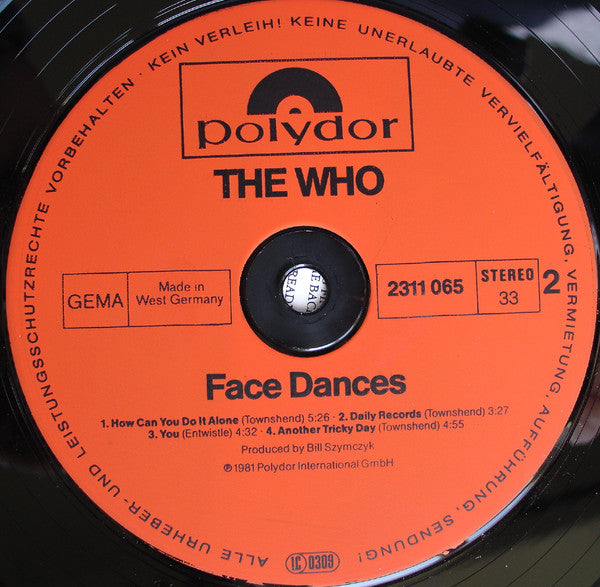 ALLE URHEBER- UND LEISTUNGSSCHUTZRECHTE VORBEHALTEN · KEIN VERLEIH! KEINE UNERLAUBTE VERVIELFÄLTIGUNG, VERMIETUNG, AUFFÜHRUNG, SENDUNG!
polydor
THE WHO
GEMA
Made in
West Germany
2311 065
STEREO
33
2
E BACK
READ
Face Dances
1. How Can You Do It Alone (Townshend) 5:26 · 2. Daily Records (Townshend) 3:27
3. You (Entwistle) 4:32 · 4. Another Tricky Day (Townshend) 4:55
Produced by Bill Szymczyk
℗ 1981 Polydor International GmbH
LC 0309